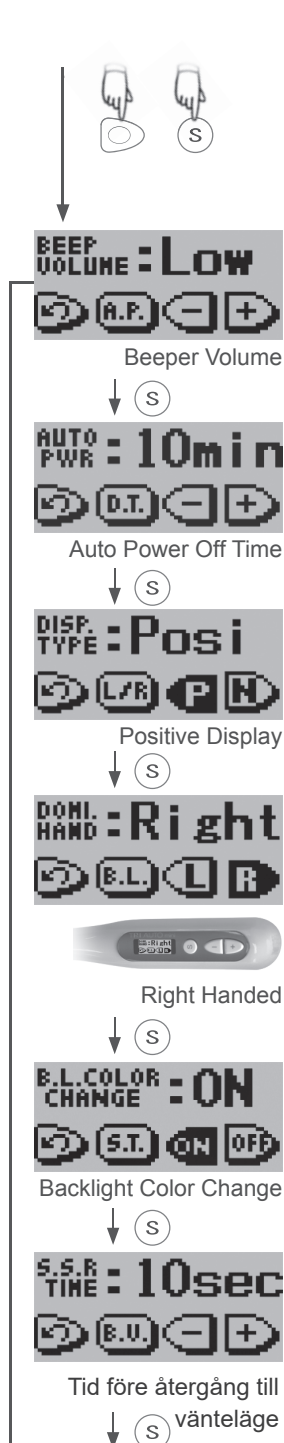 S
BEEP
VOLUME : Low
A.P. - +
Beeper Volume
S
AUTO
PWR : 10min
D.T. - +
Auto Power Off Time
S
DISP.
TYPE : Posi
L/R P N
Positive Display
S
DOMI.
HAND : Right
B.L. L R
:Right
S - +
Right Handed
S
B.L.COLOR
CHANGE : ON
S.T. ON OFF
Backlight Color Change
S
S.S.R
TIME : 10sec
B.V. - +
Tid före återgång till
vänteläge
S